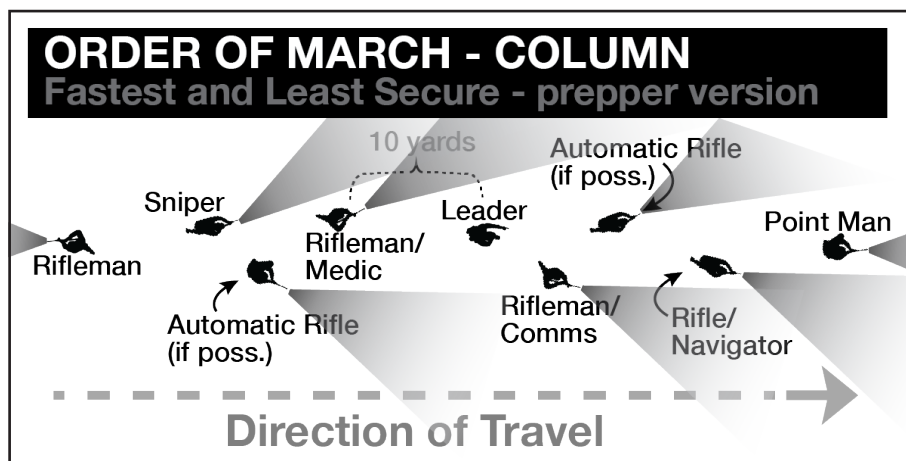 ORDER OF MARCH - COLUMN
Fastest and Least Secure - prepper version
10 yards
Automatic Rifle
(if poss.)
Sniper
Leader
Point Man
Rifleman
Rifleman/
Medic
Automatic Rifle
(if poss.)
Rifleman/
Comms
Rifle/
Navigator
Direction of Travel